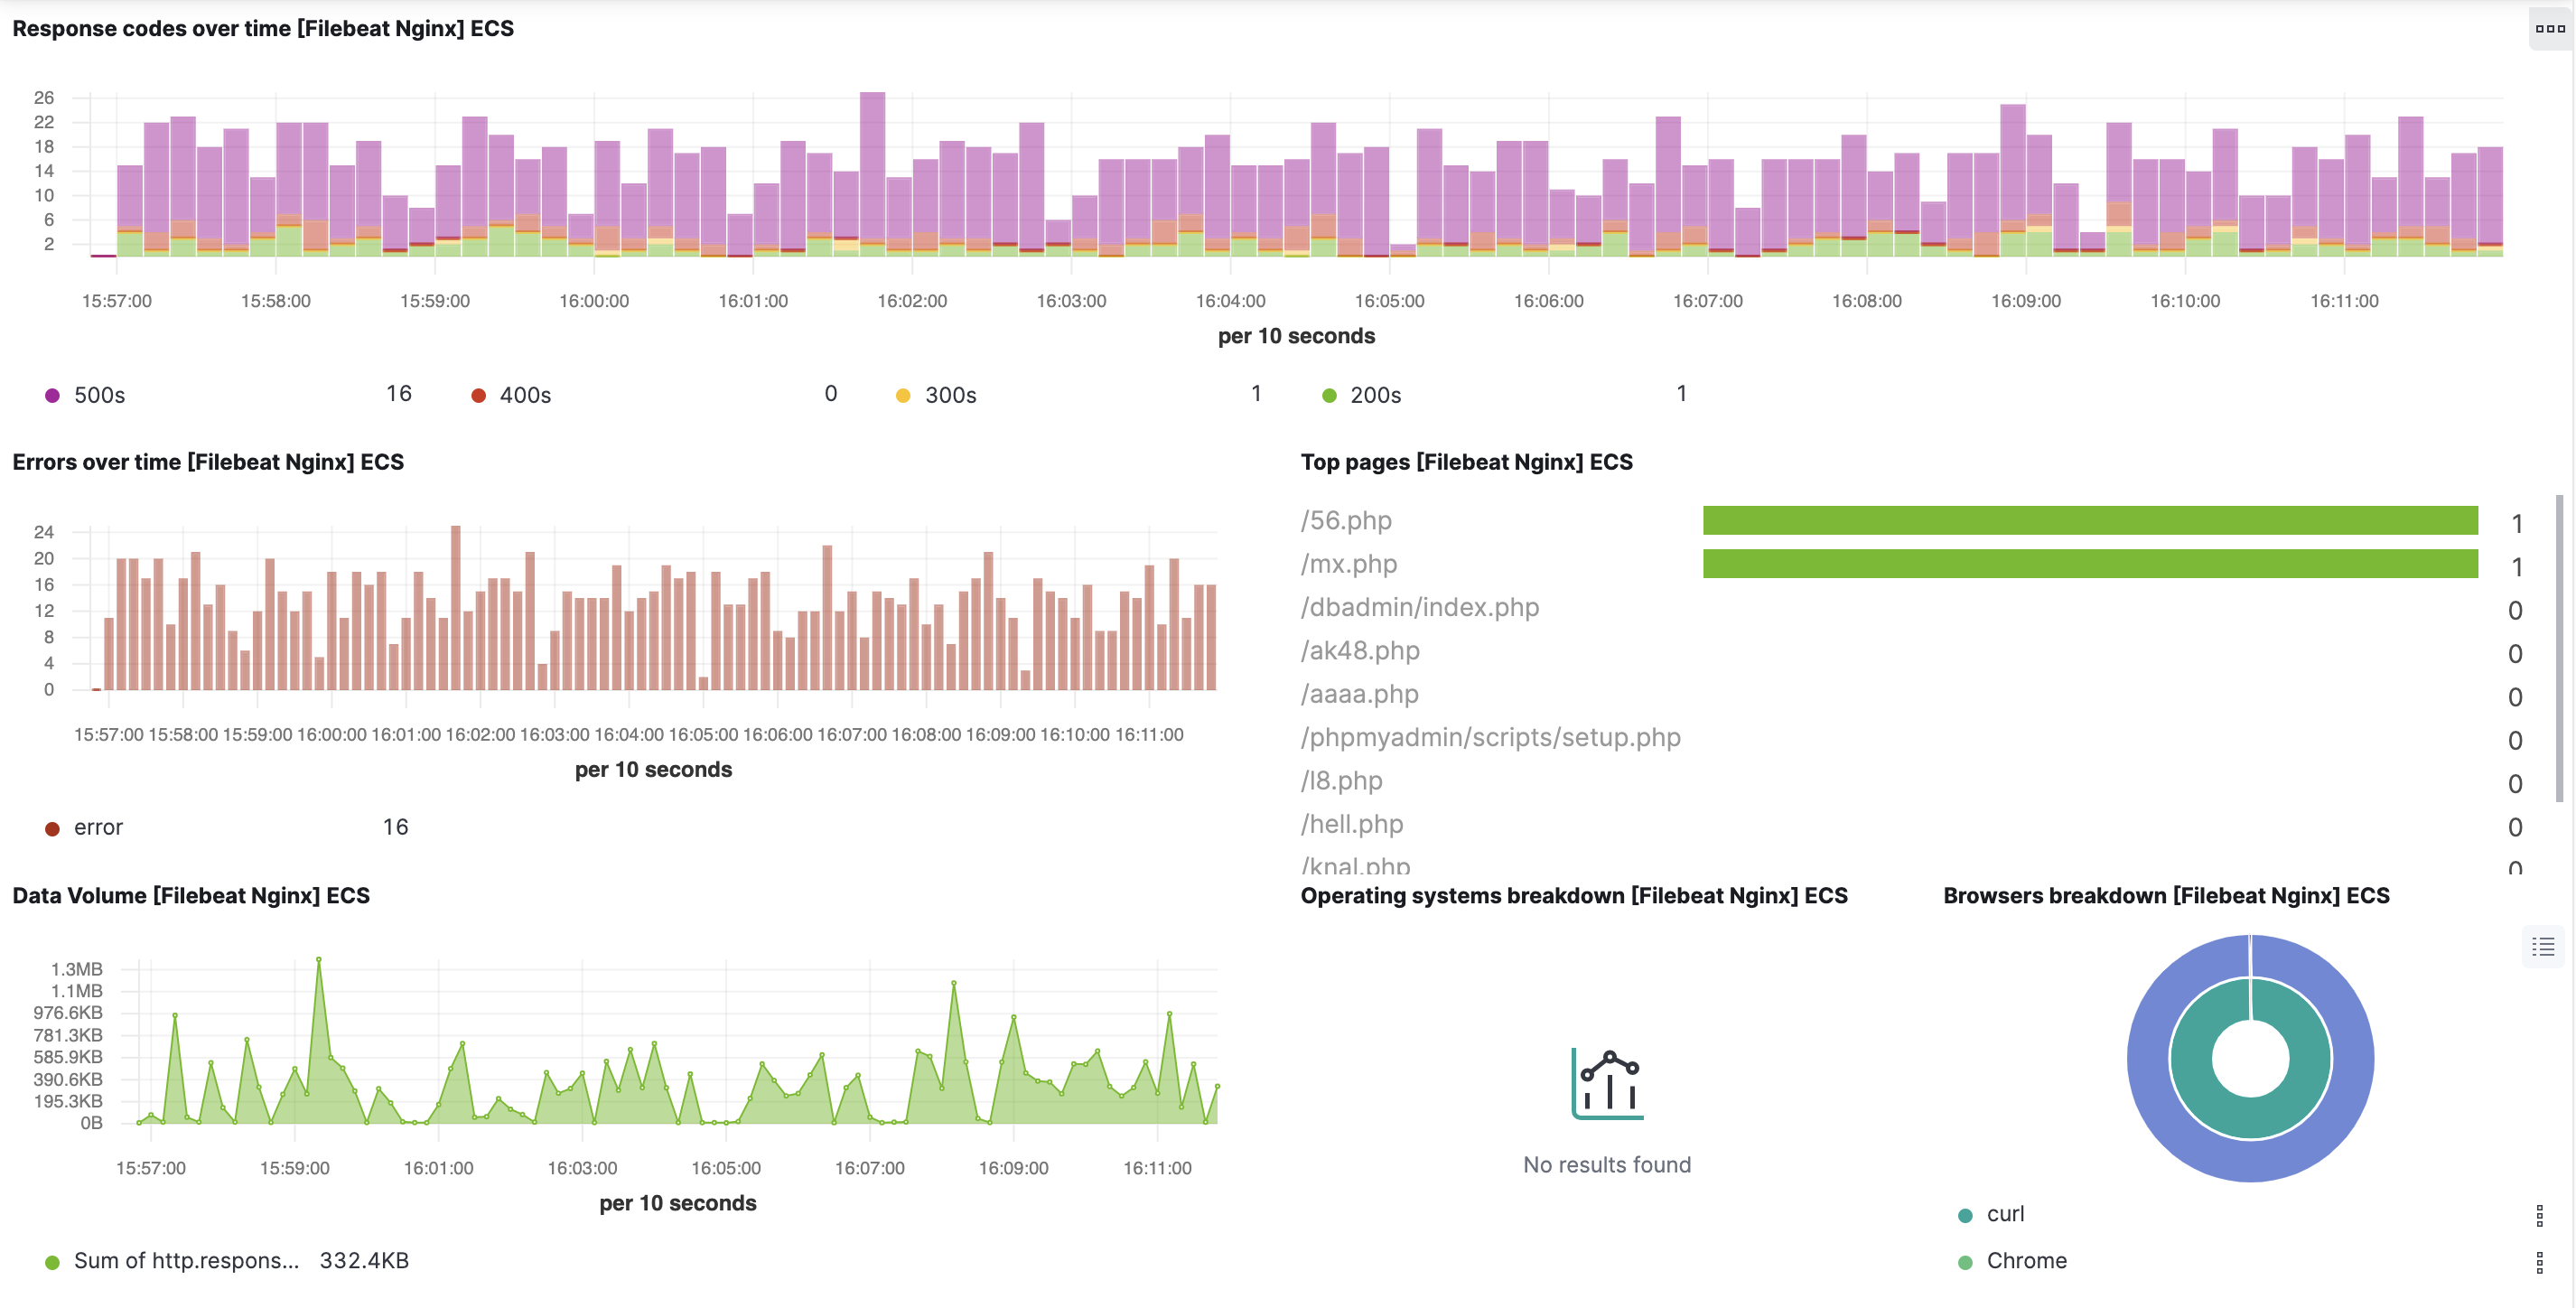 Response codes over time [Filebeat Nginx] ECS
26
22
18
14
10
6
2
15:57:00 15:58:00 15:59:00 16:00:00 16:01:00 16:02:00 16:03:00 16:04:00 16:05:00 16:06:00 16:07:00 16:08:00 16:09:00 16:10:00 16:11:00
per 10 seconds
500s 16 400s 0 300s 1 200s 1
Errors over time [Filebeat Nginx] ECS
24
20
16
12
8
4
0
15:57:00 15:58:00 15:59:00 16:00:00 16:01:00 16:02:00 16:03:00 16:04:00 16:05:00 16:06:00 16:07:00 16:08:00 16:09:00 16:10:00 16:11:00
per 10 seconds
error 16
Top pages [Filebeat Nginx] ECS
/56.php 1
/mx.php 1
/dbadmin/index.php 0
/ak48.php 0
/aaaa.php 0
/phpmyadmin/scripts/setup.php 0
/l8.php 0
/hell.php 0
/knal.php 0
Data Volume [Filebeat Nginx] ECS
1.3MB
1.1MB
976.6KB
781.3KB
585.9KB
390.6KB
195.3KB
0B
15:57:00 15:59:00 16:01:00 16:03:00 16:05:00 16:07:00 16:09:00 16:11:00
per 10 seconds
Sum of http.respons... 332.4KB
Operating systems breakdown [Filebeat Nginx] ECS
No results found
Browsers breakdown [Filebeat Nginx] ECS
curl
Chrome